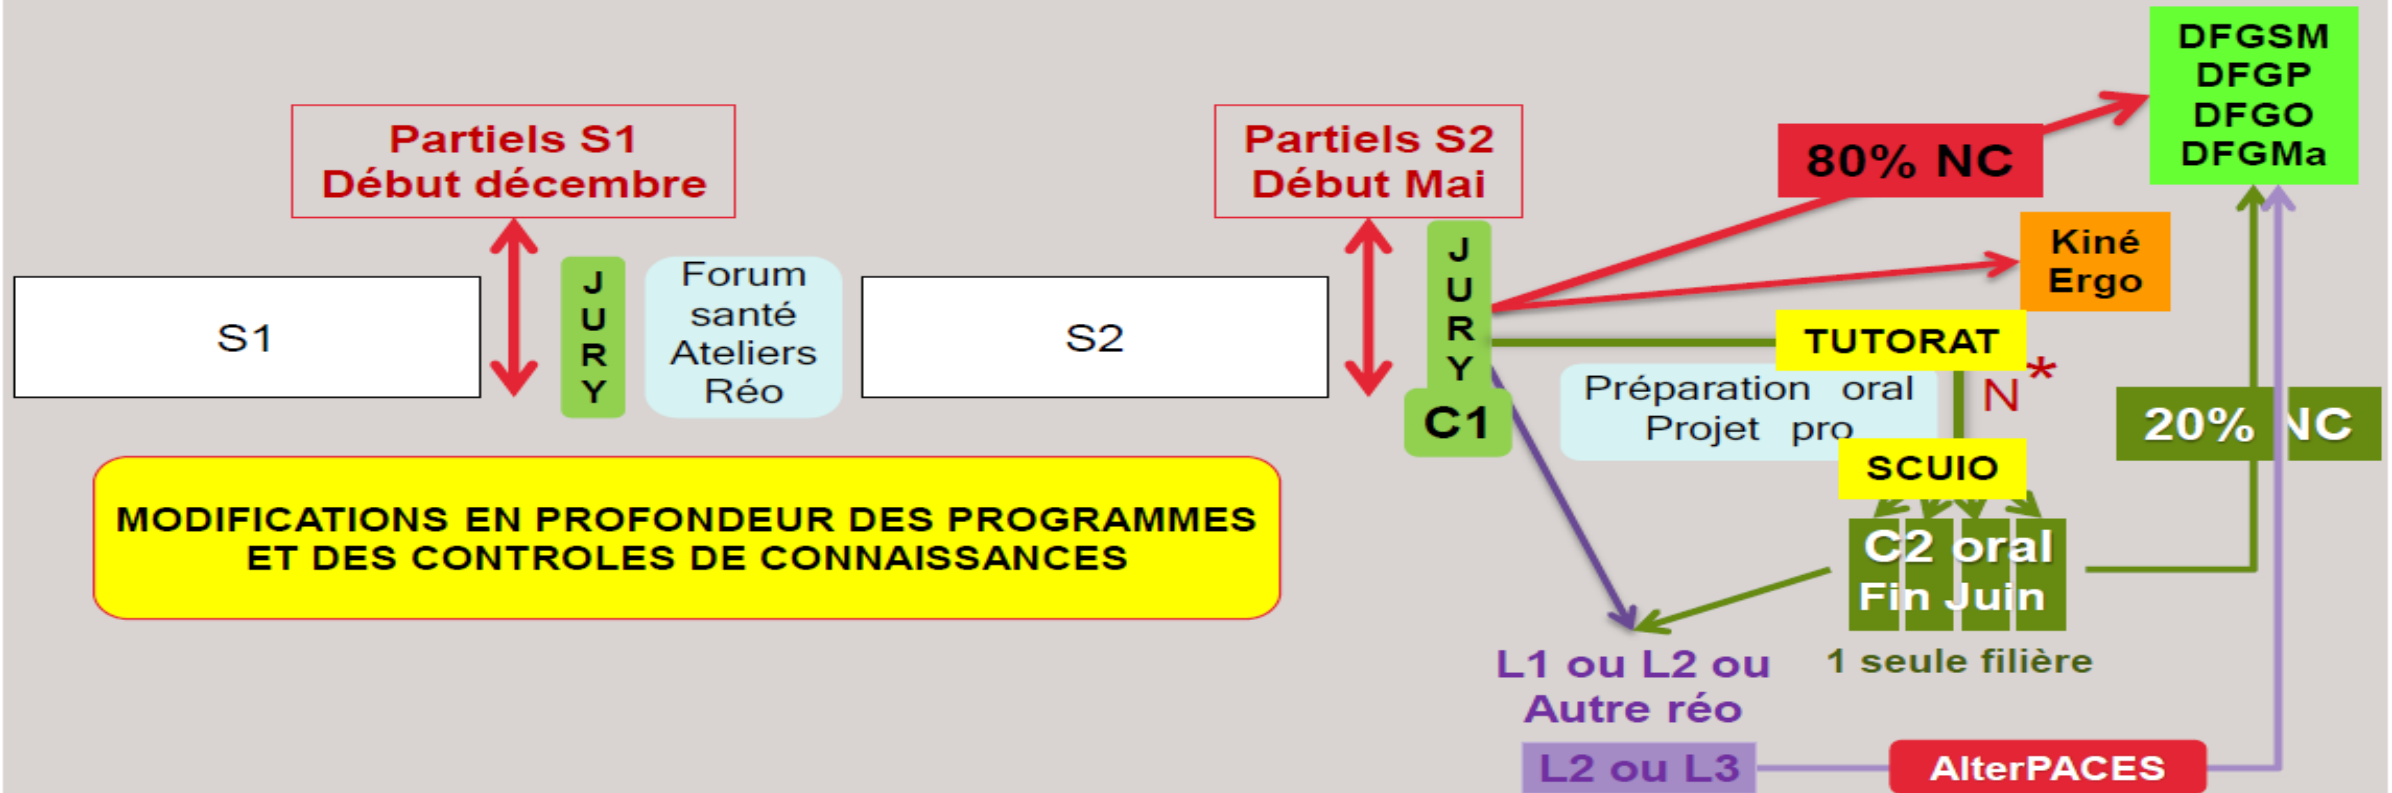 DFGSM
DFGP
DFGO
DFGMa
Partiels S1
Début décembre
Partiels S2
Début Mai
80% NC
Kiné
Ergo
S1
JURY
Forum
santé
Ateliers
Réo
S2
JURY
C1
TUTORAT
Préparation oral
Projet pro
N*
SCUIO
20% NC
MODIFICATIONS EN PROFONDEUR DES PROGRAMMES
ET DES CONTROLES DE CONNAISSANCES
C2 oral
Fin Juin
1 seule filière
L1 ou L2 ou
Autre réo
L2 ou L3
AlterPACES